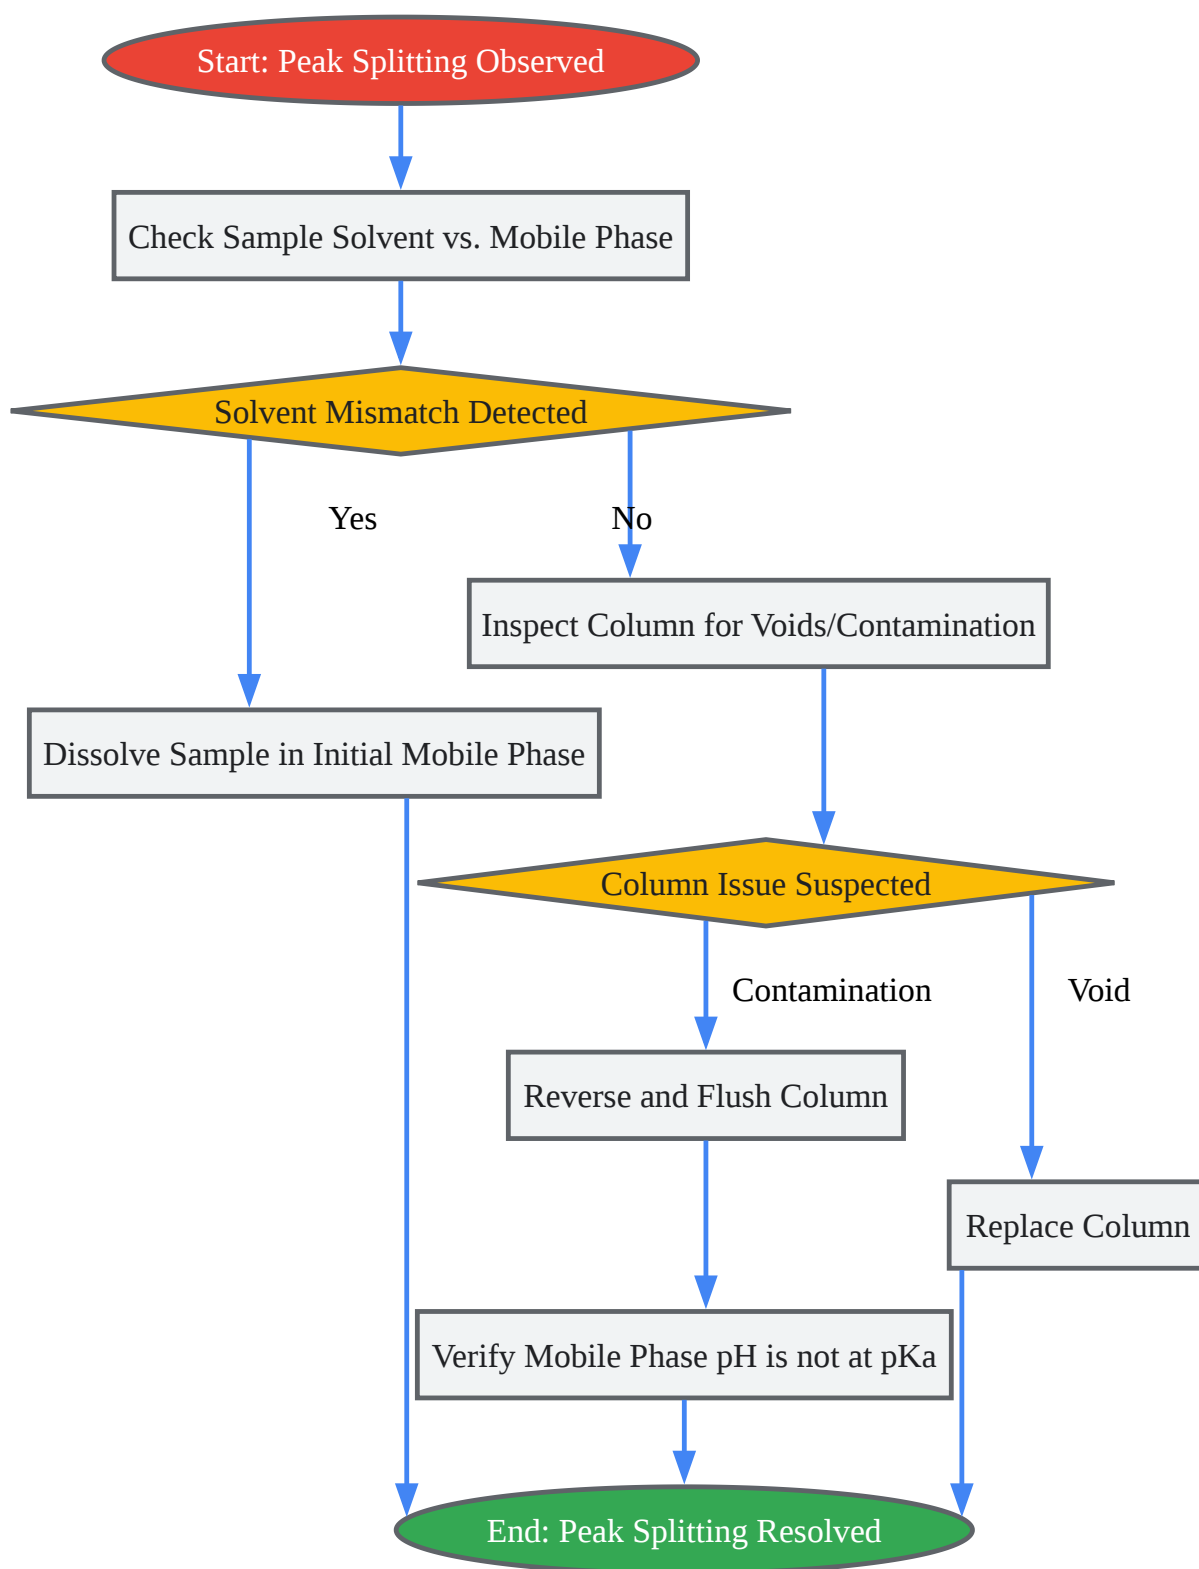 Start: Peak Splitting Observed
Check Sample Solvent vs. Mobile Phase
Solvent Mismatch Detected
Yes
No
Inspect Column for Voids/Contamination
Dissolve Sample in Initial Mobile Phase
Column Issue Suspected
Contamination
Void
Reverse and Flush Column
Replace Column
Verify Mobile Phase pH is not at pKa
End: Peak Splitting Resolved